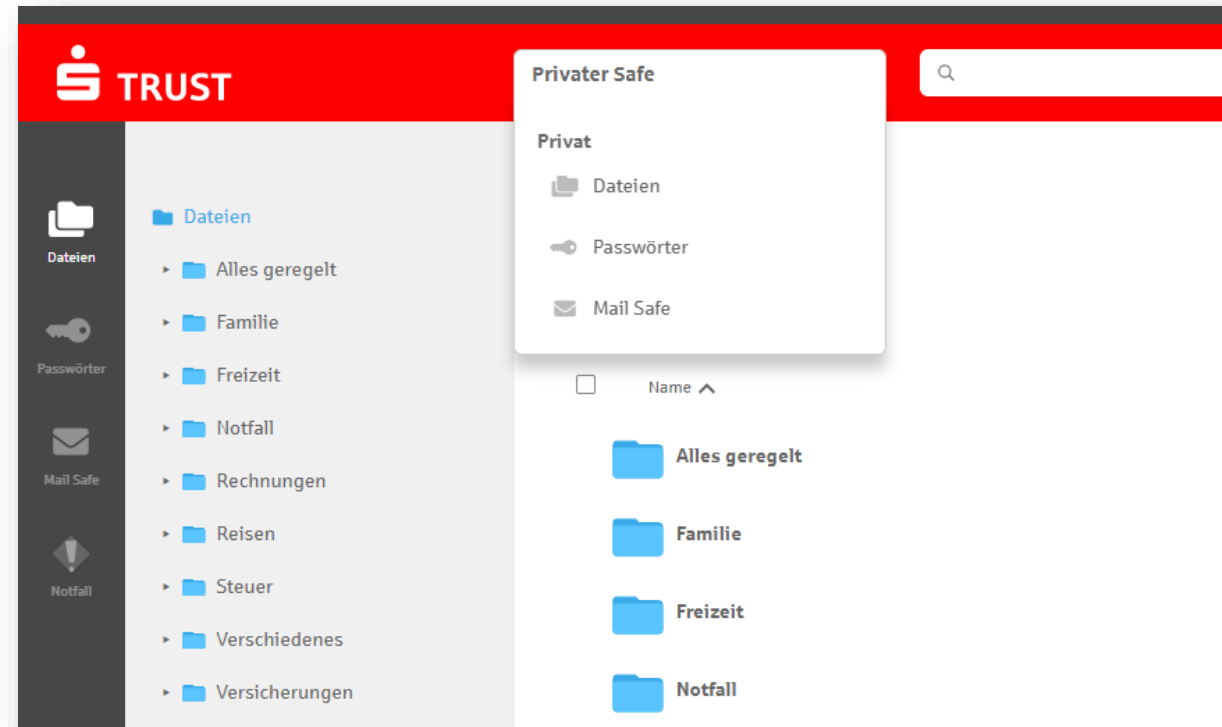 TRUST
Privater Safe
Privat
Dateien
Passwörter
Mail Safe
Dateien
Passwörter
Mail Safe
Notfall
Dateien
Alles geregelt
Familie
Freizeit
Notfall
Rechnungen
Reisen
Steuer
Verschiedenes
Versicherungen
Name
Alles geregelt
Familie
Freizeit
Notfall